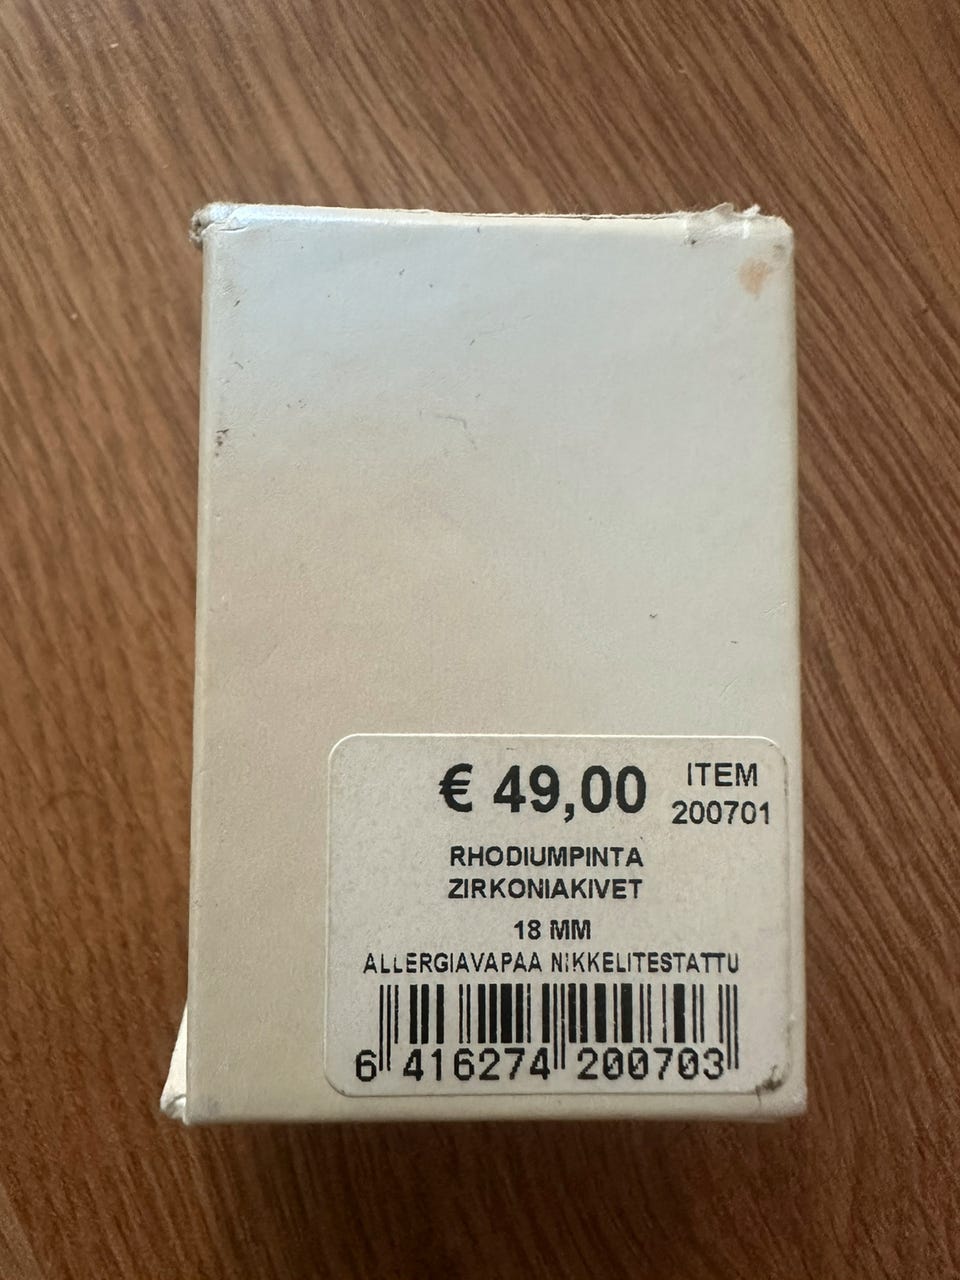 € 49,00
ITEM
200701
RHODIUMPINTA
ZIRKONIAKIVET
18 MM
ALLERGIAVAPAA NIKKELITESTATTU
6 416274 200703